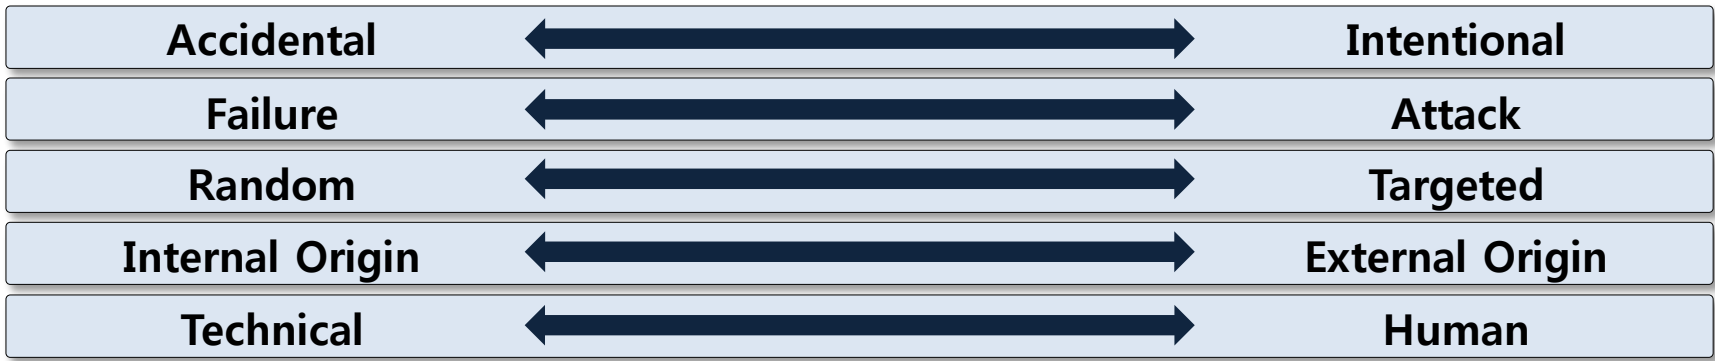 Accidental Intentional
Failure Attack
Random Targeted
Internal Origin External Origin
Technical Human